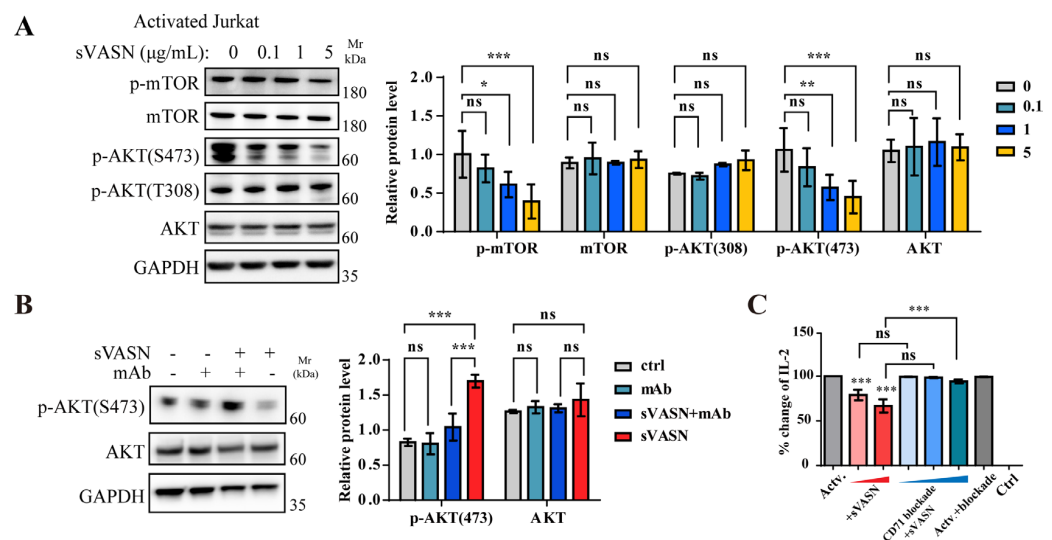 A
Activated Jurkat
sVASN (μg/mL): 0 0.1 1 5 Mr kDa
p-mTOR 180
mTOR 180
p-AKT(S473) 60
p-AKT(T308)
AKT 60
GAPDH 35
Relative protein level
2.0
1.5
1.0
0.5
0.0
ns * ***
ns ns ns
ns ns ns
ns ** ***
ns ns ns
p-mTOR mTOR p-AKT(308) p-AKT(473) AKT
0
0.1
1
5
B
sVASN - - + +
mAb - + + -
Mr (kDa)
p-AKT(S473) 60
AKT 60
GAPDH 35
Relative protein level
2.0
1.5
1.0
0.5
0.0
*** ns
ns *** ns ns
p-AKT(473) AKT
ctrl
mAb
sVASN+mAb
sVASN
C
% change of IL-2
150
100
50
0
***
ns
ns
*** ***
Actv.
+sVASN
CD71 blockade
+sVASN
Actv.+blockade
Ctrl